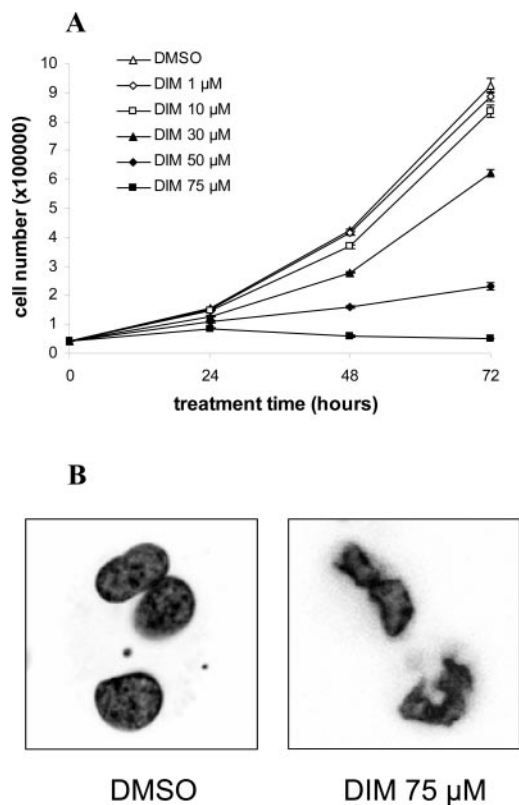 A
DMSO
DIM 1 µM
DIM 10 µM
DIM 30 µM
DIM 50 µM
DIM 75 µM
cell number (x100000)
10
9
8
7
6
5
4
3
2
1
0
0 24 48 72
treatment time (hours)
B
DMSO DIM 75 µM